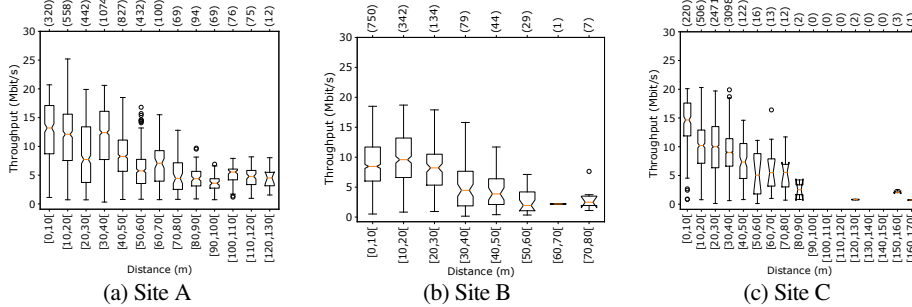 (320) (558) (442) (1074) (827) (432) (100) (69) (94) (69) (76) (75) (12)
30
25
20
15
10
5
0
Throughput (Mbit/s)
[0,10[ [10,20[ [20,30[ [30,40[ [40,50[ [50,60[ [60,70[ [70,80[ [80,90[ [90,100[ [100,110[ [110,120[ [120,130[
Distance (m)
(a) Site A
(750) (342) (134) (79) (44) (29) (1) (7)
30
25
20
15
10
5
0
Throughput (Mbit/s)
[0,10[ [10,20[ [20,30[ [30,40[ [40,50[ [50,60[ [60,70[ [70,80[
Distance (m)
(b) Site B
(220) (506) (2471) (3098) (122) (16) (13) (12) (2) (0) (0) (0) (2) (0) (0) (3) (1)
30
25
20
15
10
5
0
Throughput (Mbit/s)
[0,10[ [10,20[ [20,30[ [30,40[ [40,50[ [50,60[ [60,70[ [70,80[ [80,90[ [90,100[ [100,110[ [110,120[ [120,130[ [130,140[ [140,150[ [150,160[ [160,170[
Distance (m)
(c) Site C